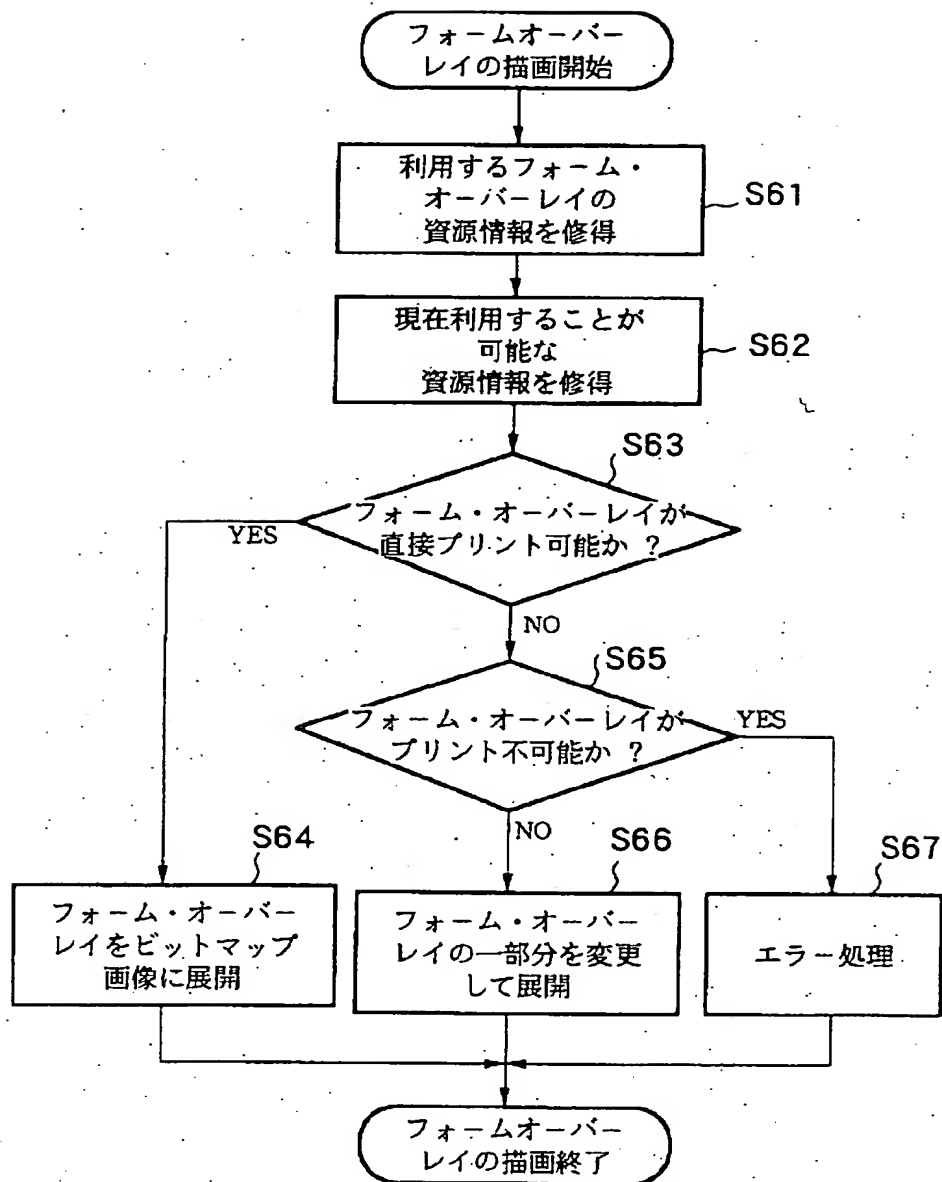 フォームオーバー
レイの描画開始
利用するフォーム・
オーバーレイの
資源情報を修得
S61
現在利用することが
可能な
資源情報を修得
S62
S63
フォーム・オーバーレイが
直接プリント可能か ?
YES
NO
S65
フォーム・オーバーレイが
プリント不可能か ?
YES
NO
S64
フォーム・オーバー
レイをビットマップ
画像に展開
S66
フォーム・オーバー
レイの一部分を変更
して展開
S67
エラー処理
フォームオーバー
レイの描画終了